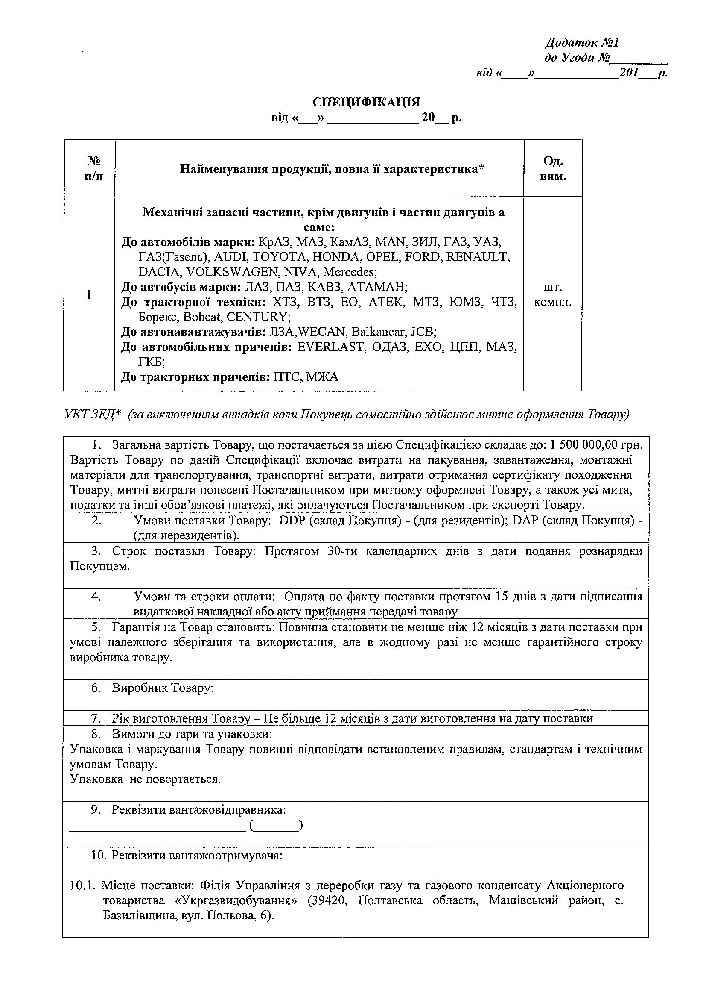 Додаток №1
до Угоди №_________
від «____»_____________201___р.
СПЕЦИФІКАЦІЯ
від «___» ______________ 20__ р.
№
п/п
Найменування продукції, повна її характеристика*
Од.
вим.
1
Механічні запасні частини, крім двигунів і частин двигунів а
саме:
До автомобілів марки: КрАЗ, МАЗ, КамАЗ, MAN, ЗИЛ, ГАЗ, УАЗ,
ГАЗ(Газель), AUDI, TOYOTA, HONDA, OPEL, FORD, RENAULT,
DACIA, VOLKSWAGEN, NIVA, Mercedes;
До автобусів марки: ЛАЗ, ПАЗ, КАВЗ, АТАМАН;
До тракторної техніки: ХТЗ, ВТЗ, ЕО, АТЕК, МТЗ, ЮМЗ, ЧТЗ,
Борекс, Bobcat, CENTURY;
До автонавантажувачів: ЛЗА,WECAN, Balkancar, JCB;
До автомобільних причепів: EVERLAST, ОДАЗ, ЕХО, ЦПП, МАЗ,
ГКБ;
До тракторних причепів: ПТС, МЖА
шт.
компл.
УКТ ЗЕД* (за виключенням випадків коли Покупець самостійно здійснює митне оформлення Товару)
1. Загальна вартість Товару, що постачається за цією Специфікацією складає до: 1 500 000,00 грн.
Вартість Товару по даній Специфікації включає витрати на пакування, завантаження, монтажні
матеріали для транспортування, транспортні витрати, витрати отримання сертифікату походження
Товару, митні витрати понесені Постачальником при митному оформлені Товару, а також усі мита,
податки та інші обов’язкові платежі, які оплачуються Постачальником при експорті Товару.
2. Умови поставки Товару: DDP (склад Покупця) - (для резидентів); DAP (склад Покупця) -
(для нерезидентів).
3. Строк поставки Товару: Протягом 30-ти календарних днів з дати подання рознарядки
Покупцем.
4. Умови та строки оплати: Оплата по факту поставки протягом 15 днів з дати підписання
видаткової накладної або акту приймання передачі товару
5. Гарантія на Товар становить: Повинна становити не менше ніж 12 місяців з дати поставки при
умові належного зберігання та використання, але в жодному разі не менше гарантійного строку
виробника товару.
6. Виробник Товару:
7. Рік виготовлення Товару – Не більше 12 місяців з дати виготовлення на дату поставки
8. Вимоги до тари та упаковки:
Упаковка і маркування Товару повинні відповідати встановленим правилам, стандартам і технічним
умовам Товару.
Упаковка не повертається.
9. Реквізити вантажовідправника:
___________________________ (_______)
10. Реквізити вантажоотримувача:
10.1. Місце поставки: Філія Управління з переробки газу та газового конденсату Акціонерного
товариства «Укргазвидобування» (39420, Полтавська область, Машівський район, с.
Базилівщина, вул. Польова, 6).